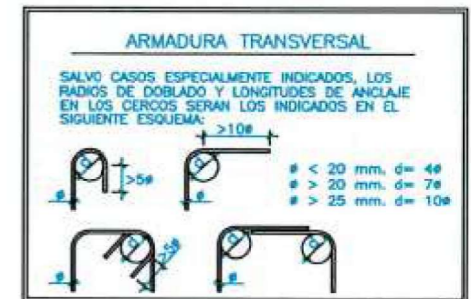 ARMADURA TRANSVERSAL
SALVO CASOS ESPECIALMENTE INDICADOS, LOS
RADIOS DE DOBLADO Y LONGITUDES DE ANCLAJE
EN LOS CERCOS SERAN LOS INDICADOS EN EL
SIGUIENTE ESQUEMA:
>10ø
d
>5ø
d
ø < 20 mm. d= 4ø
ø > 20 mm. d= 7ø
ø > 25 mm. d= 10ø
ø
ø
d
>5ø
d
d
ø
ø